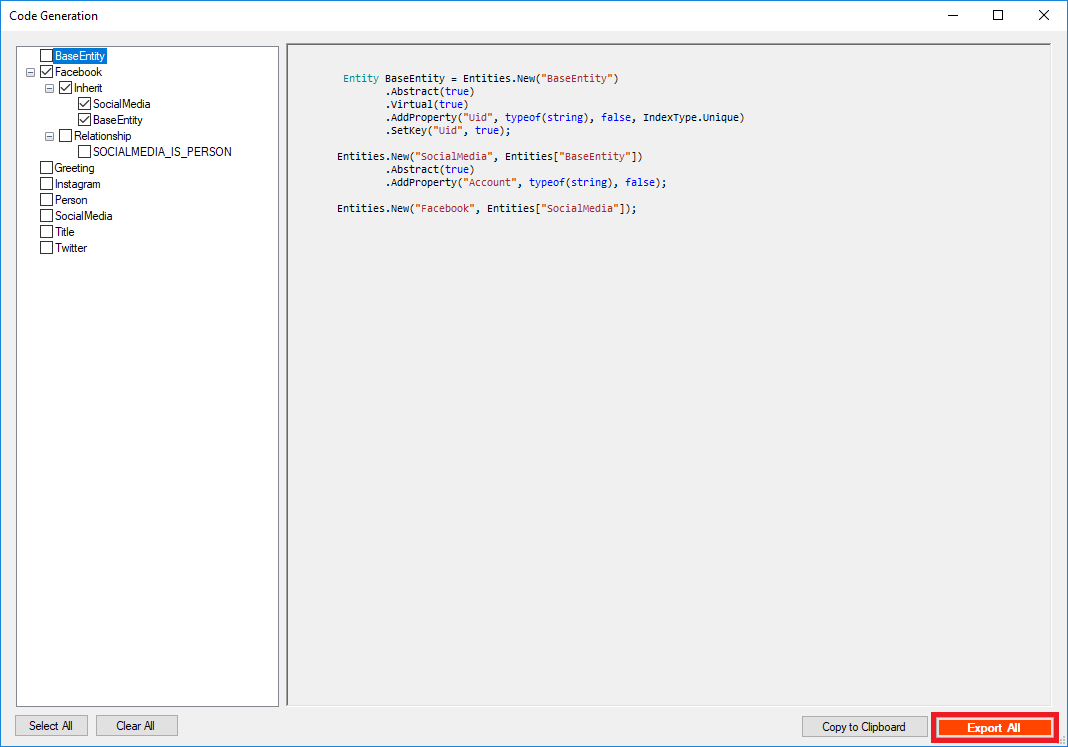 Code Generation
BaseEntity
Facebook
Inherit
SocialMedia
BaseEntity
Relationship
SOCIALMEDIA_IS_PERSON
Greeting
Instagram
Person
SocialMedia
Title
Twitter
Entity BaseEntity = Entities.New("BaseEntity")
.Abstract(true)
.Virtual(true)
.AddProperty("Uid", typeof(string), false, IndexType.Unique)
.SetKey("Uid", true);
Entities.New("SocialMedia", Entities["BaseEntity"])
.Abstract(true)
.AddProperty("Account", typeof(string), false);
Entities.New("Facebook", Entities["SocialMedia"]);
Select All
Clear All
Copy to Clipboard
Export All